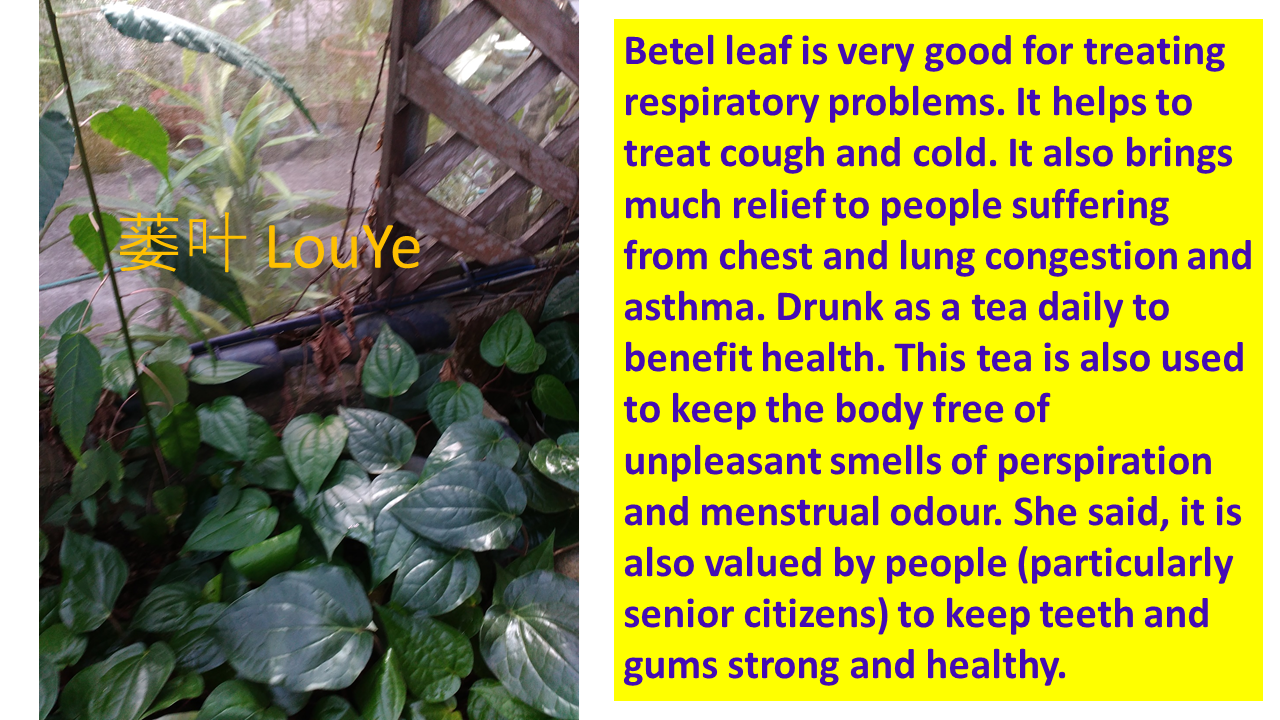 蒌叶 LouYe
Betel leaf is very good for treating
respiratory problems. It helps to
treat cough and cold. It also brings
much relief to people suffering
from chest and lung congestion and
asthma. Drunk as a tea daily to
benefit health. This tea is also used
to keep the body free of
unpleasant smells of perspiration
and menstrual odour. She said, it is
also valued by people (particularly
senior citizens) to keep teeth and
gums strong and healthy.